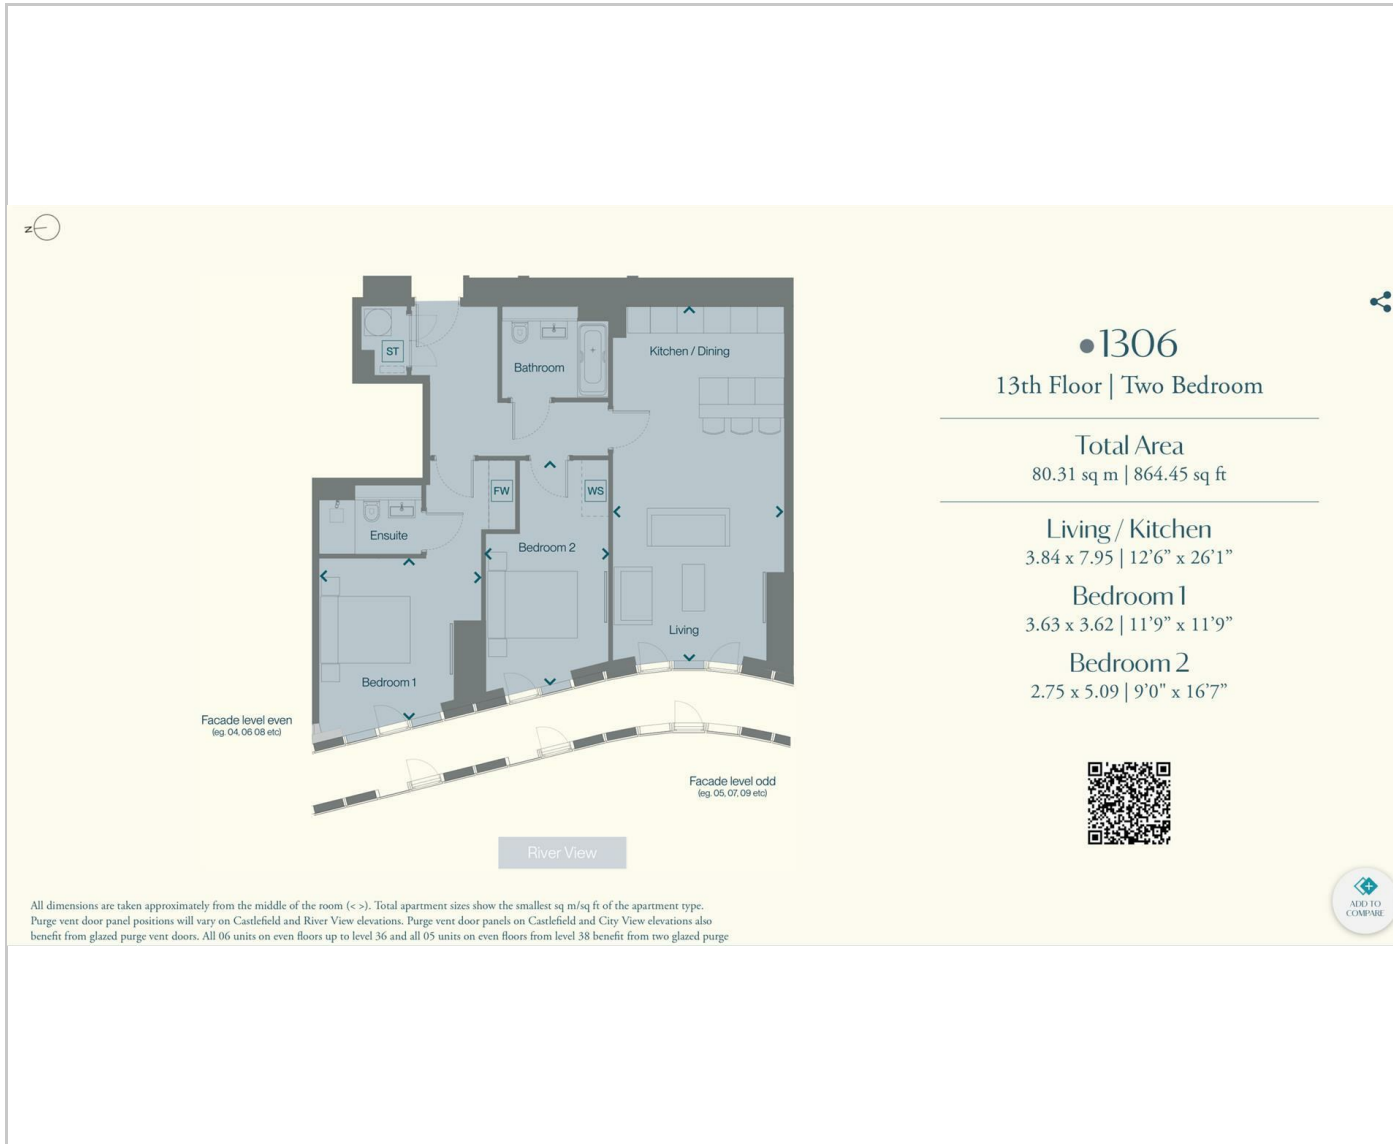 N
ST
Bathroom
Kitchen / Dining
FW
WS
Ensuite
Bedroom 2
Bedroom 1
Living
Facade level even
(eg. 04, 06 08 etc)
Facade level odd
(eg. 05, 07, 09 etc)
River View
1306
13th Floor | Two Bedroom
Total Area
80.31 sq m | 864.45 sq ft
Living / Kitchen
3.84 x 7.95 | 12’6” x 26’1”
Bedroom 1
3.63 x 3.62 | 11’9” x 11’9”
Bedroom 2
2.75 x 5.09 | 9’0" x 16’7”
ADD TO
COMPARE
All dimensions are taken approximately from the middle of the room (< >). Total apartment sizes show the smallest sq m/sq ft of the apartment type.
Purge vent door panel positions will vary on Castlefield and River View elevations. Purge vent door panels on Castlefield and City View elevations also
benefit from glazed purge vent doors. All 06 units on even floors up to level 36 and all 05 units on even floors from level 38 benefit from two glazed purge